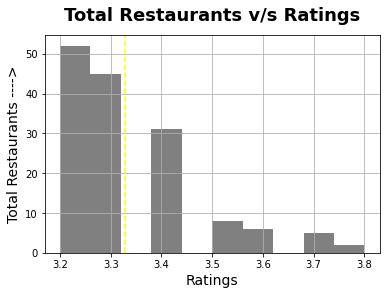 Total Restaurants v/s Ratings
Total Restaurants ----->
50
40
30
20
10
0
3.2 3.3 3.4 3.5 3.6 3.7 3.8
Ratings